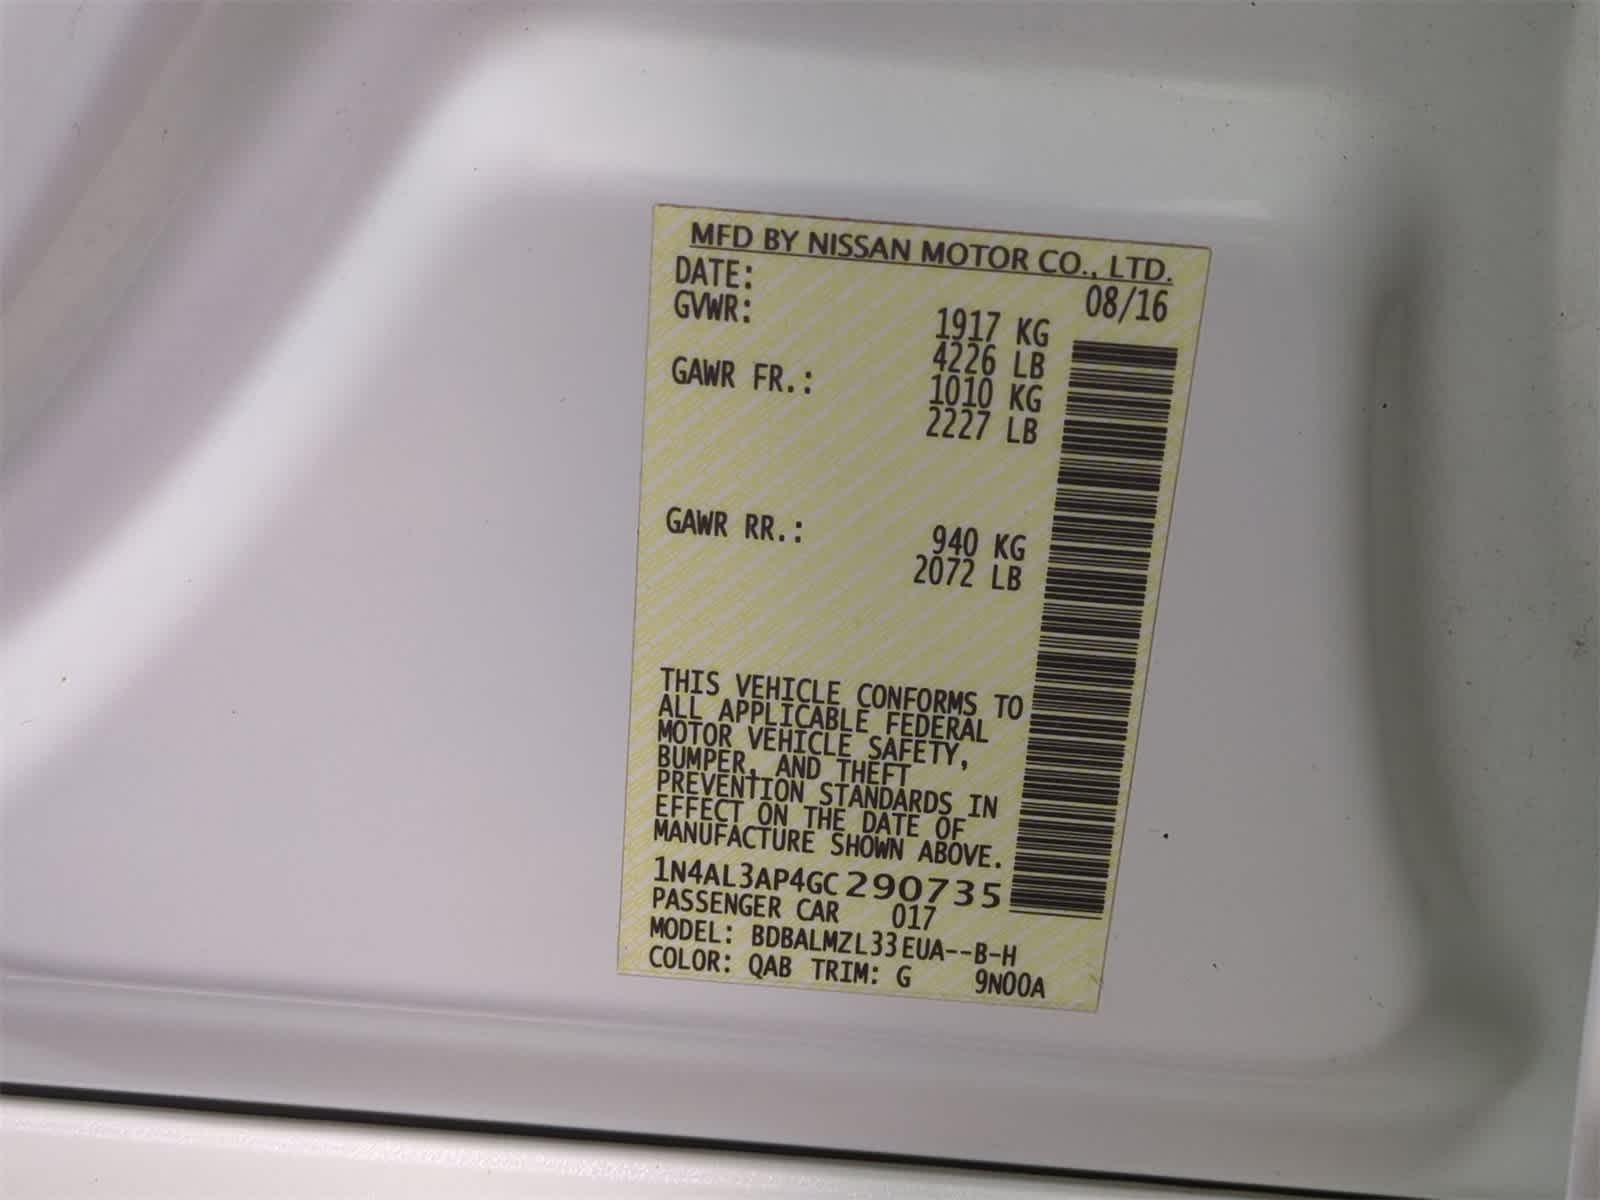 MFD BY NISSAN MOTOR CO., LTD.
DATE: 08/16
GVWR: 1917 KG
4226 LB
GAWR FR.: 1010 KG
2227 LB
GAWR RR.: 940 KG
2072 LB
THIS VEHICLE CONFORMS TO
ALL APPLICABLE FEDERAL
MOTOR VEHICLE SAFETY,
BUMPER, AND THEFT
PREVENTION STANDARDS IN
EFFECT ON THE DATE OF
MANUFACTURE SHOWN ABOVE.
1N4AL3AP4GC290735
PASSENGER CAR 017
MODEL: BDBALMZL33EUA--B-H
COLOR: QAB TRIM: G 9N00A